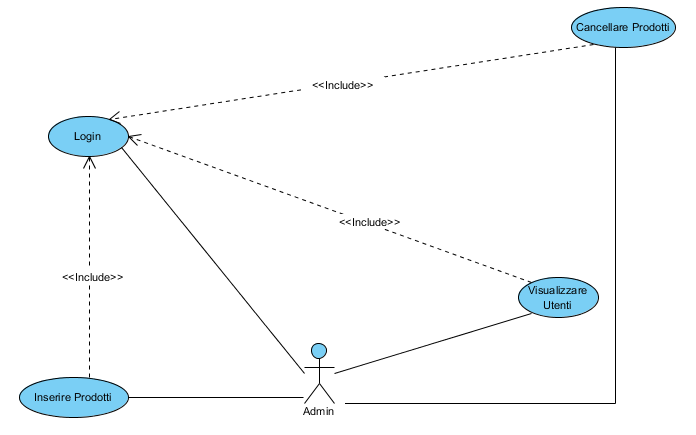 Cancellare Prodotti
<<Include>>
Login
<<Include>>
<<Include>>
Visualizzare
Utenti
Inserire Prodotti
Admin